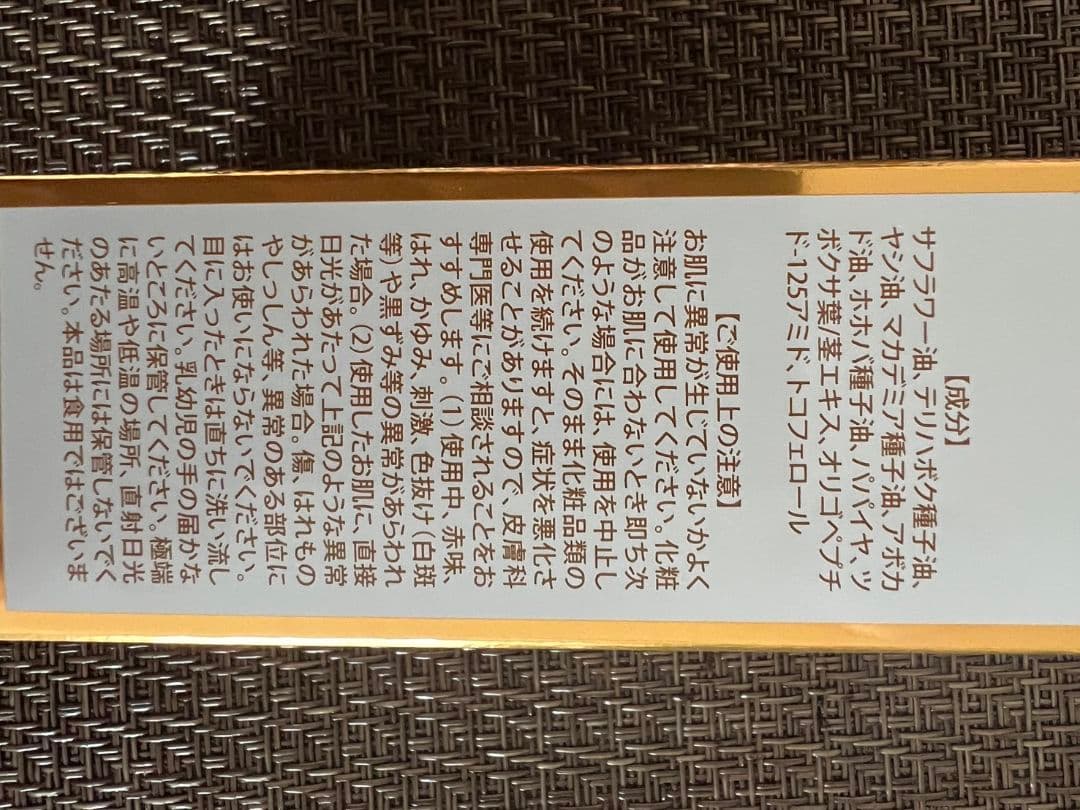 【成分】
サフラワー油、テリハボク種子油、
ヤシ油、マカデミア種子油、アボカ
ド油、ホホバ種子油、パパイヤ、ツ
ボクサ葉/茎エキス、オリゴペプチ
ド-1257アミド、トコフェロール
【ご使用上の注意】
お肌に異常が生じていないかよく
注意して使用してください。化粧
品がお肌に合わないとき即ち次
のような場合には、使用を中止し
てください。そのまま化粧品類の
使用を続けますと、症状を悪化さ
せることがありますので、皮膚科
専門医等にご相談されることをお
すすめします。(1)使用中、赤味、
はれ、かゆみ、刺激、色抜け(白斑
等)や黒ずみ等の異常があらわれ
た場合。(2)使用したお肌に、直接
日光があたって上記のような異常
があらわれた場合。傷、はれもの
やしっしん等、異常のある部位に
はお使いにならないでください。
目に入ったときは直ちに洗い流し
てください。乳幼児の手の届かな
いところに保管してください。極端
に高温や低温の場所、直射日光
のあたる場所には保管しないでく
ださい。本品は食用ではございま
せん。